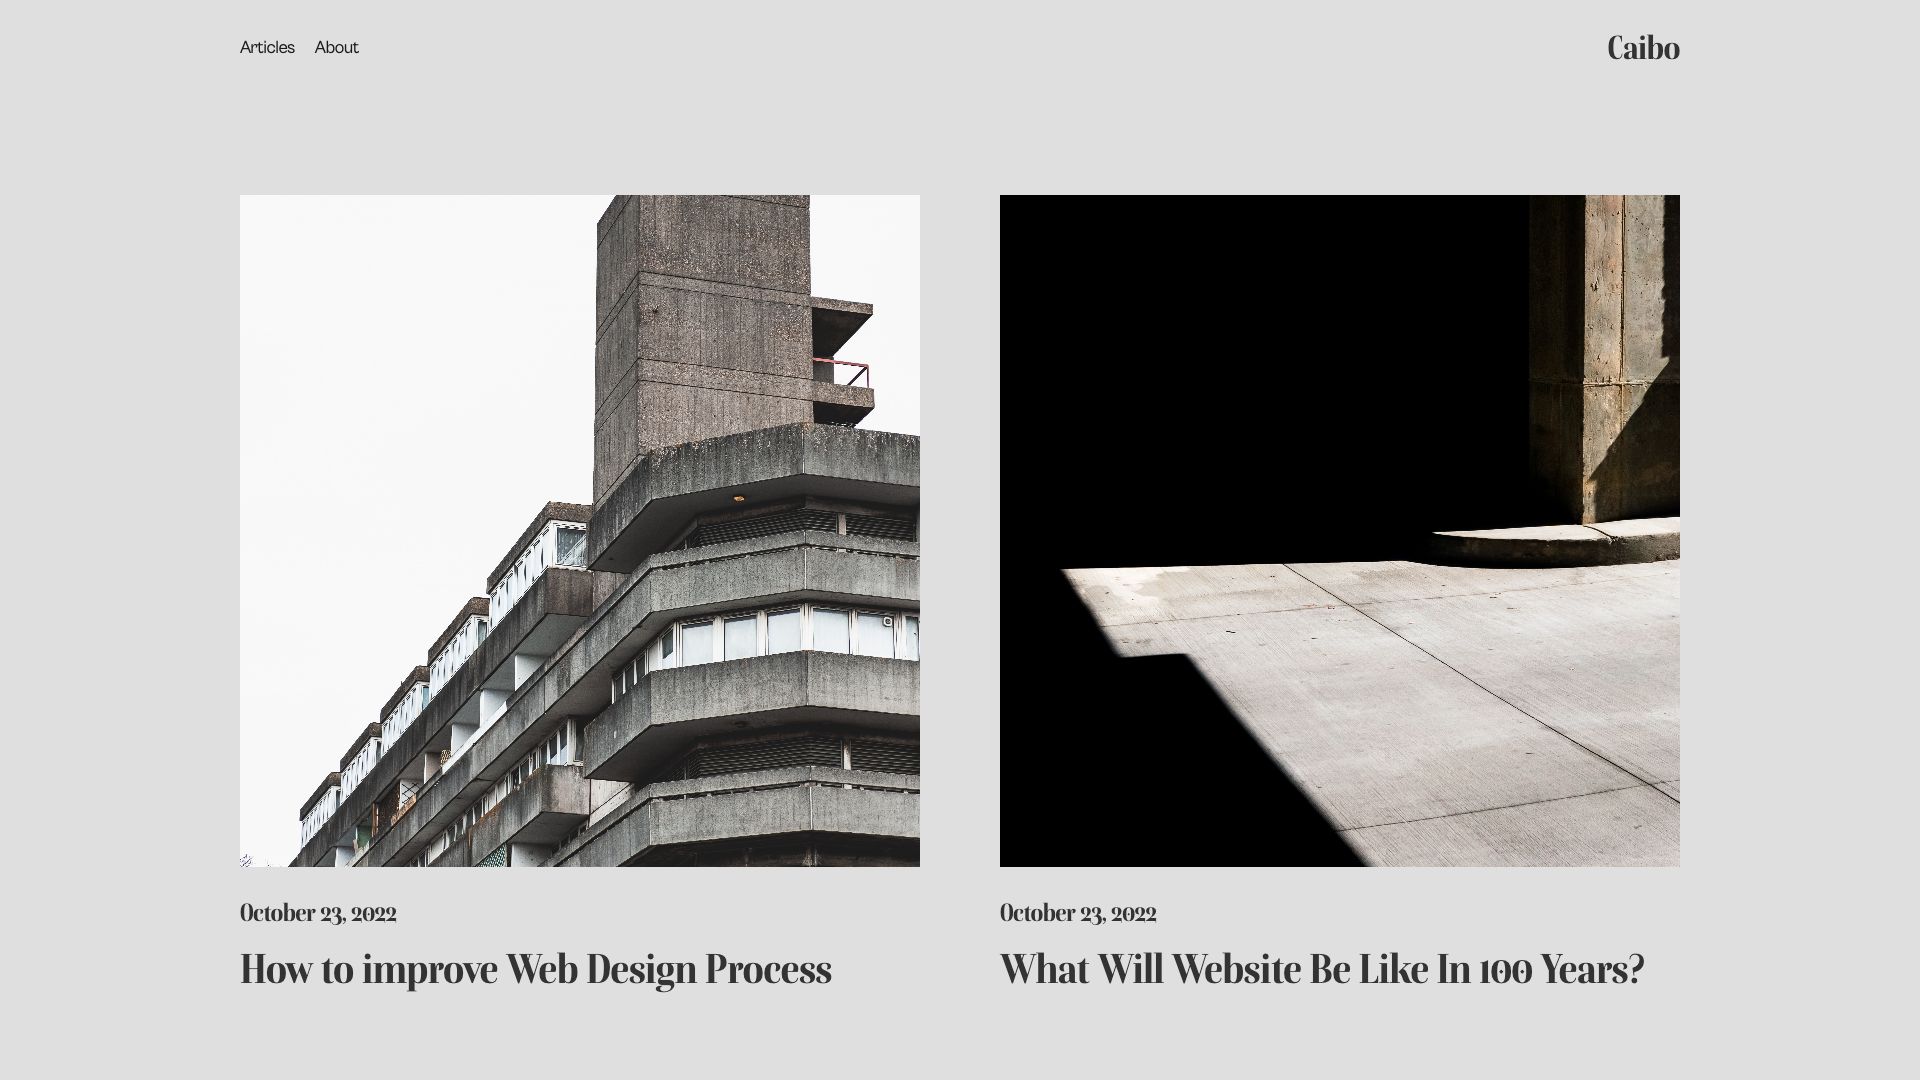 Articles About
Caibo
October 23, 2022
How to improve Web Design Process
October 23, 2022
What Will Website Be Like In 100 Years?